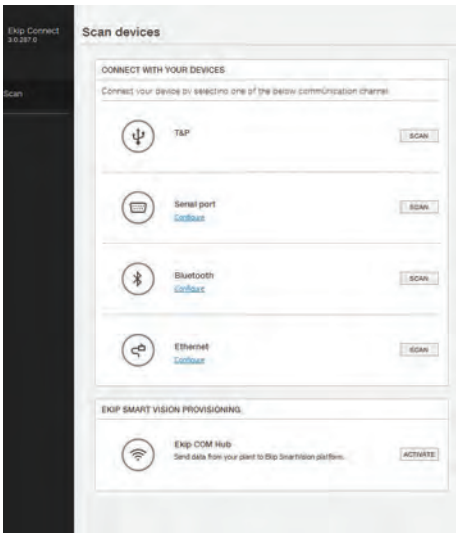 Ekip Connect
3.0.287.0
Scan
Scan devices
CONNECT WITH YOUR DEVICES
Connect your device by selecting one of the below communication channel
T&P
SCAN
Serial port
Configure
SCAN
Bluetooth
Configure
SCAN
Ethernet
Configure
SCAN
EKIP SMART VISION PROVISIONING
Ekip COM Hub
Send data from your plant to Ekip SmartVision platform.
ACTIVATE